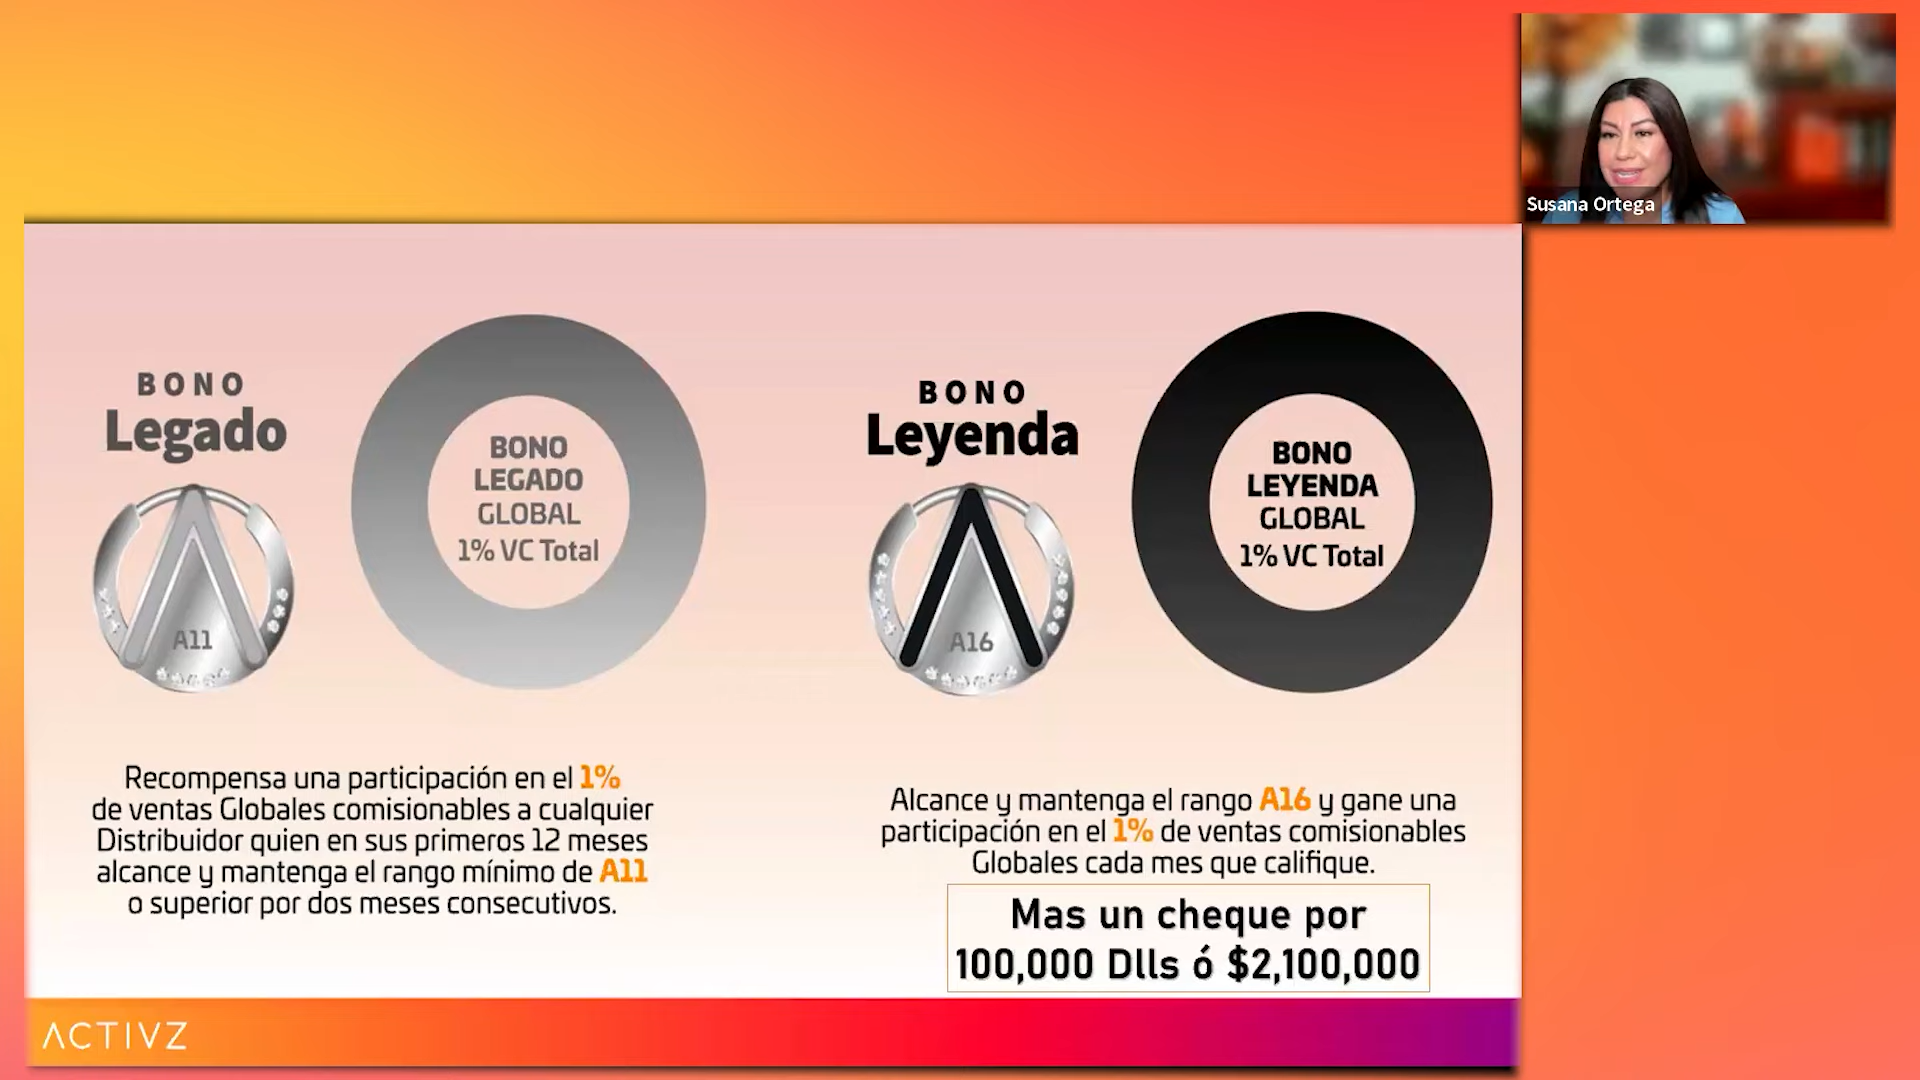 Susana Ortega
BONO
Legado
BONO
LEGADO
GLOBAL
1% VC Total
A11
Recompensa una participación en el 1%
de ventas Globales comisionables a cualquier
Distribuidor quien en sus primeros 12 meses
alcance y mantenga el rango mínimo de A11
o superior por dos meses consecutivos.
BONO
Leyenda
BONO
LEYENDA
GLOBAL
1% VC Total
A16
Alcance y mantenga el rango A16 y gane una
participación en el 1% de ventas comisionables
Globales cada mes que califique.
Mas un cheque por
100,000 Dlls ó $2,100,000
ACTIVZ